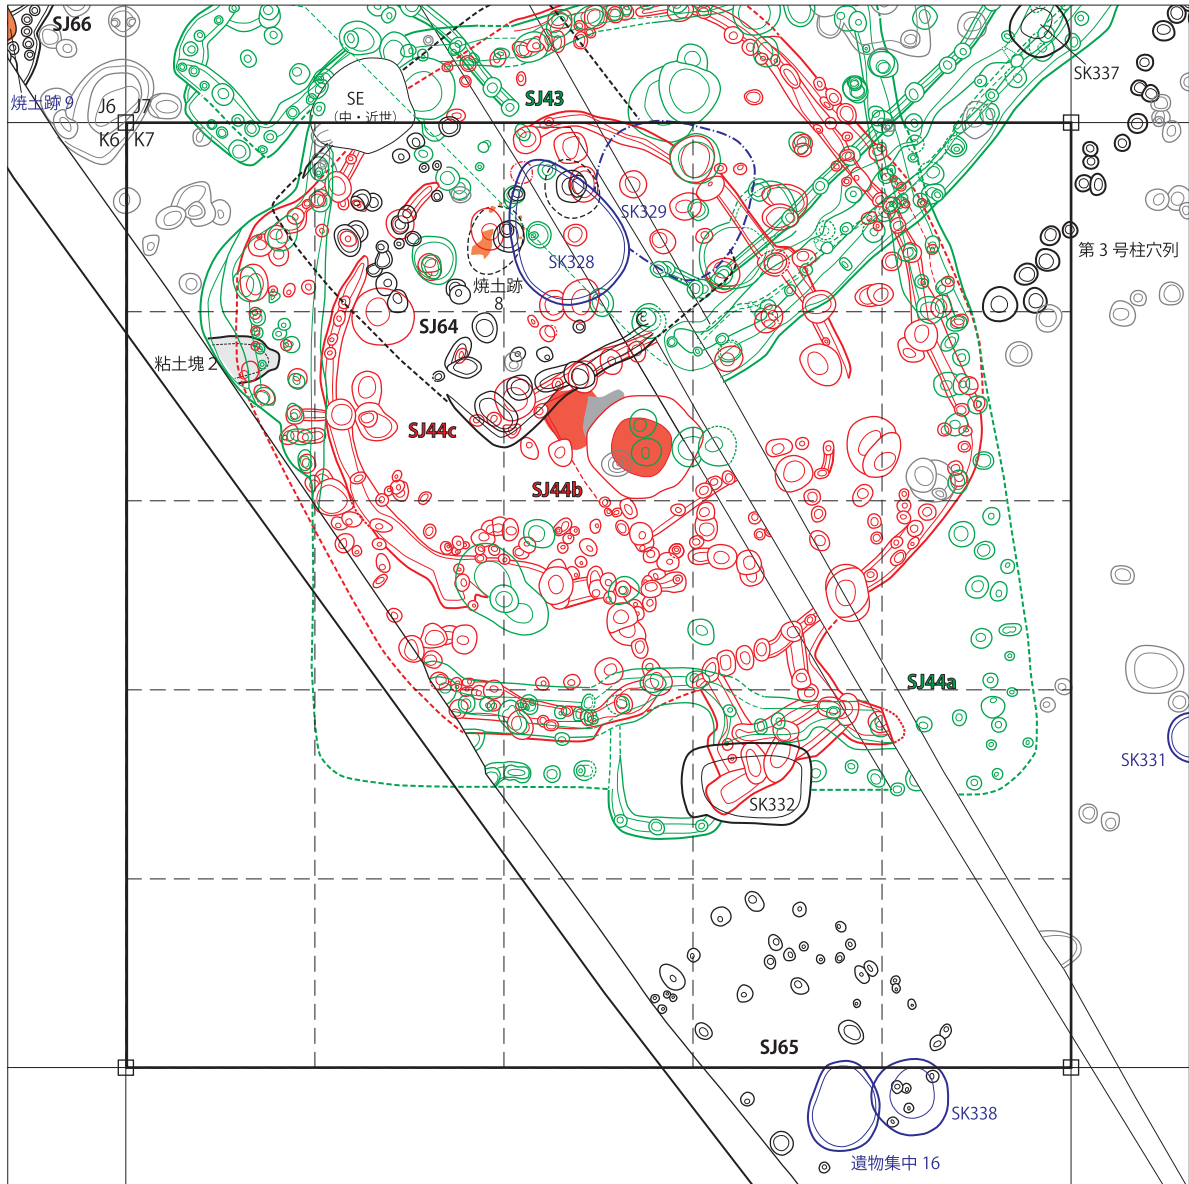 SJ66
SK337
焼土跡 9
J6 J7
K6 K7
SE
（中・近世）
SJ43
SK329
第 3 号柱穴列
SK328
焼土跡
8
SJ64
粘土塊 2
SJ44c
SJ44b
SJ44a
SK331
SK332
SJ65
SK338
遺物集中 16